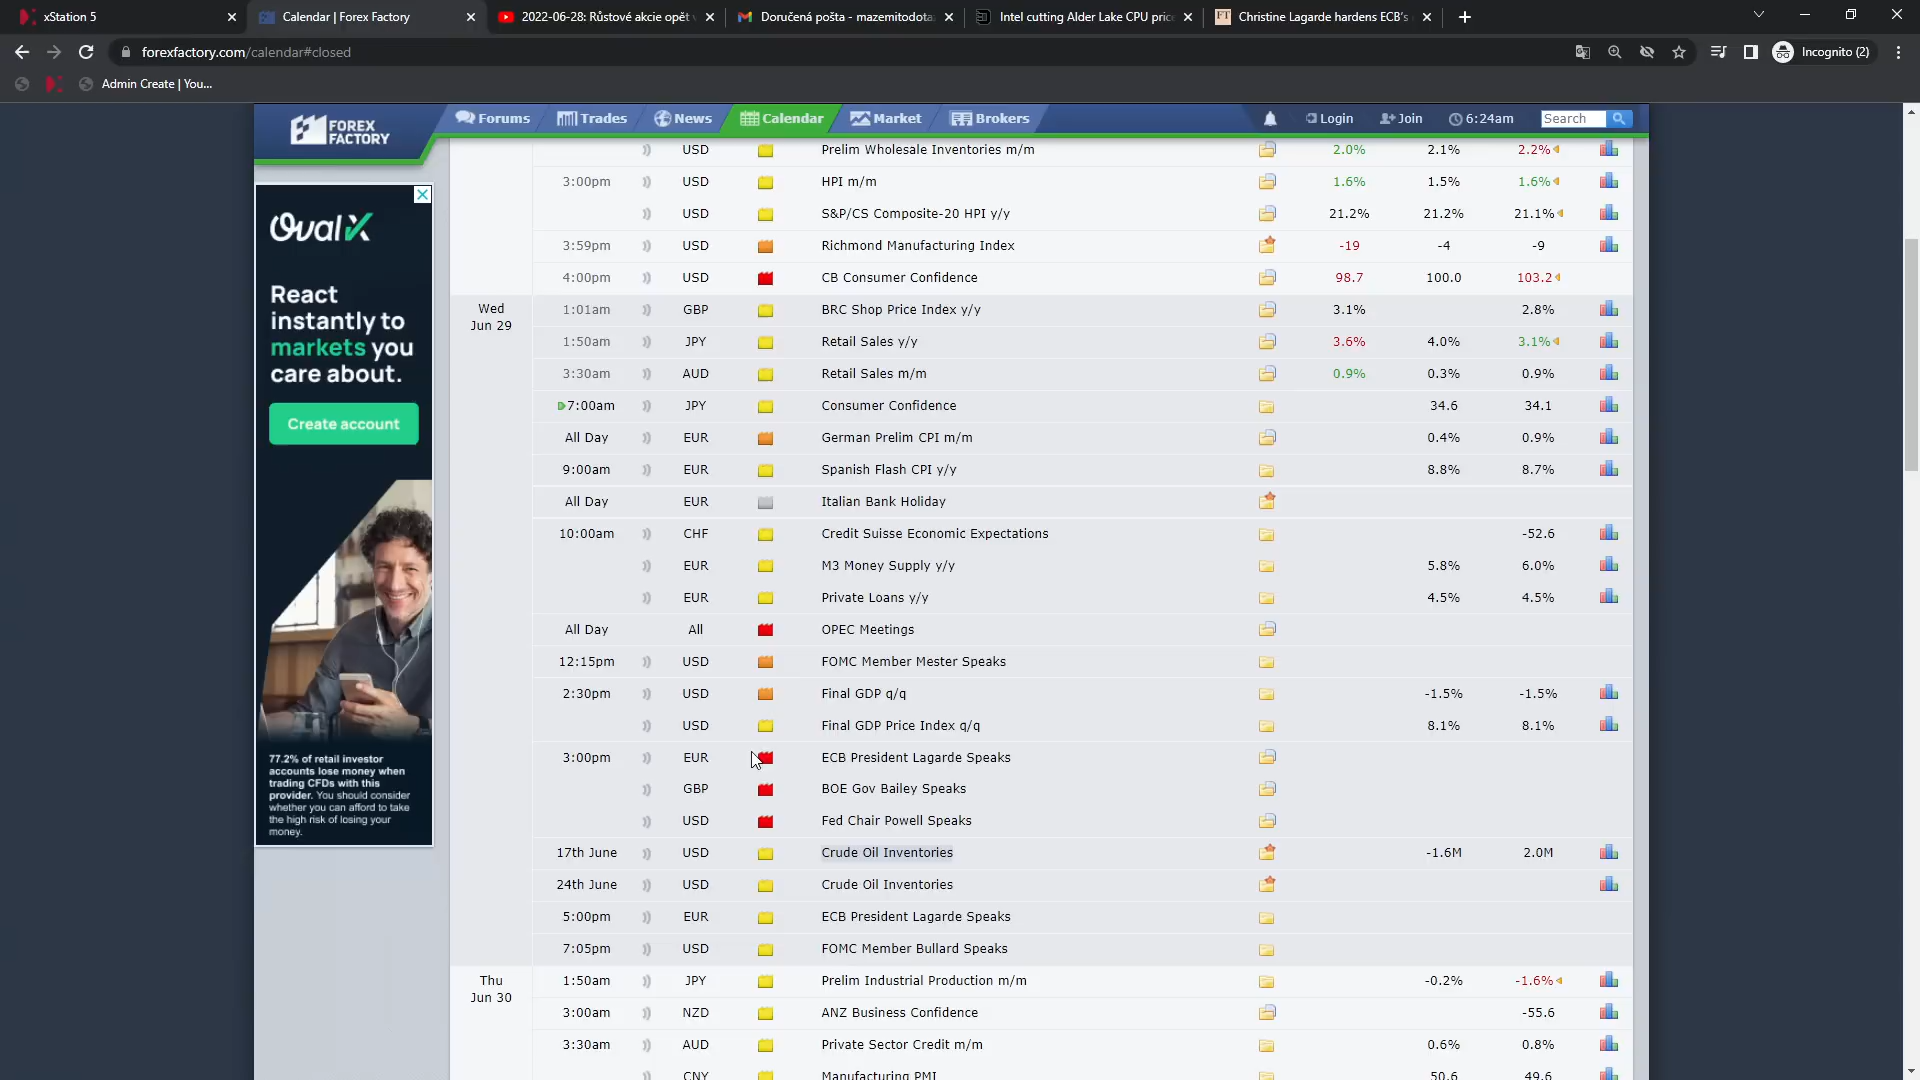 xStation 5
Calendar | Forex Factory
2022-06-28: Růstové akcie opět
Doručená pošta - mazemitodota
Intel cutting Alder Lake CPU pric
Christine Lagarde hardens ECB's
forexfactory.com/calendar#closed
Incognito (2)
Admin Create | You...
FOREX FACTORY
Forums
Trades
News
Calendar
Market
Brokers
Login
Join
6:24am
Search
OvalX
React
instantly to
markets you
care about.
Create account
77.2% of retail investor
accounts lose money when
trading CFDs with this
provider. You should consider
whether you can afford to take
the high risk of losing your
money.
USD Prelim Wholesale Inventories m/m 2.0% 2.1% 2.2%
3:00pm USD HPI m/m 1.6% 1.5% 1.6%
USD S&P/CS Composite-20 HPI y/y 21.2% 21.2% 21.1%
3:59pm USD Richmond Manufacturing Index -19 -4 -9
4:00pm USD CB Consumer Confidence 98.7 100.0 103.2
Wed
Jun 29
1:01am GBP BRC Shop Price Index y/y 3.1% 2.8%
1:50am JPY Retail Sales y/y 3.6% 4.0% 3.1%
3:30am AUD Retail Sales m/m 0.9% 0.3% 0.9%
7:00am JPY Consumer Confidence 34.6 34.1
All Day EUR German Prelim CPI m/m 0.4% 0.9%
9:00am EUR Spanish Flash CPI y/y 8.8% 8.7%
All Day EUR Italian Bank Holiday
10:00am CHF Credit Suisse Economic Expectations -52.6
EUR M3 Money Supply y/y 5.8% 6.0%
EUR Private Loans y/y 4.5% 4.5%
All Day All OPEC Meetings
12:15pm USD FOMC Member Mester Speaks
2:30pm USD Final GDP q/q -1.5% -1.5%
USD Final GDP Price Index q/q 8.1% 8.1%
3:00pm EUR ECB President Lagarde Speaks
GBP BOE Gov Bailey Speaks
USD Fed Chair Powell Speaks
17th June USD Crude Oil Inventories -1.6M 2.0M
24th June USD Crude Oil Inventories
5:00pm EUR ECB President Lagarde Speaks
7:05pm USD FOMC Member Bullard Speaks
Thu
Jun 30
1:50am JPY Prelim Industrial Production m/m -0.2% -1.6%
3:00am NZD ANZ Business Confidence -55.6
3:30am AUD Private Sector Credit m/m 0.6% 0.8%
CNY Manufacturing PMI 50.6 49.6